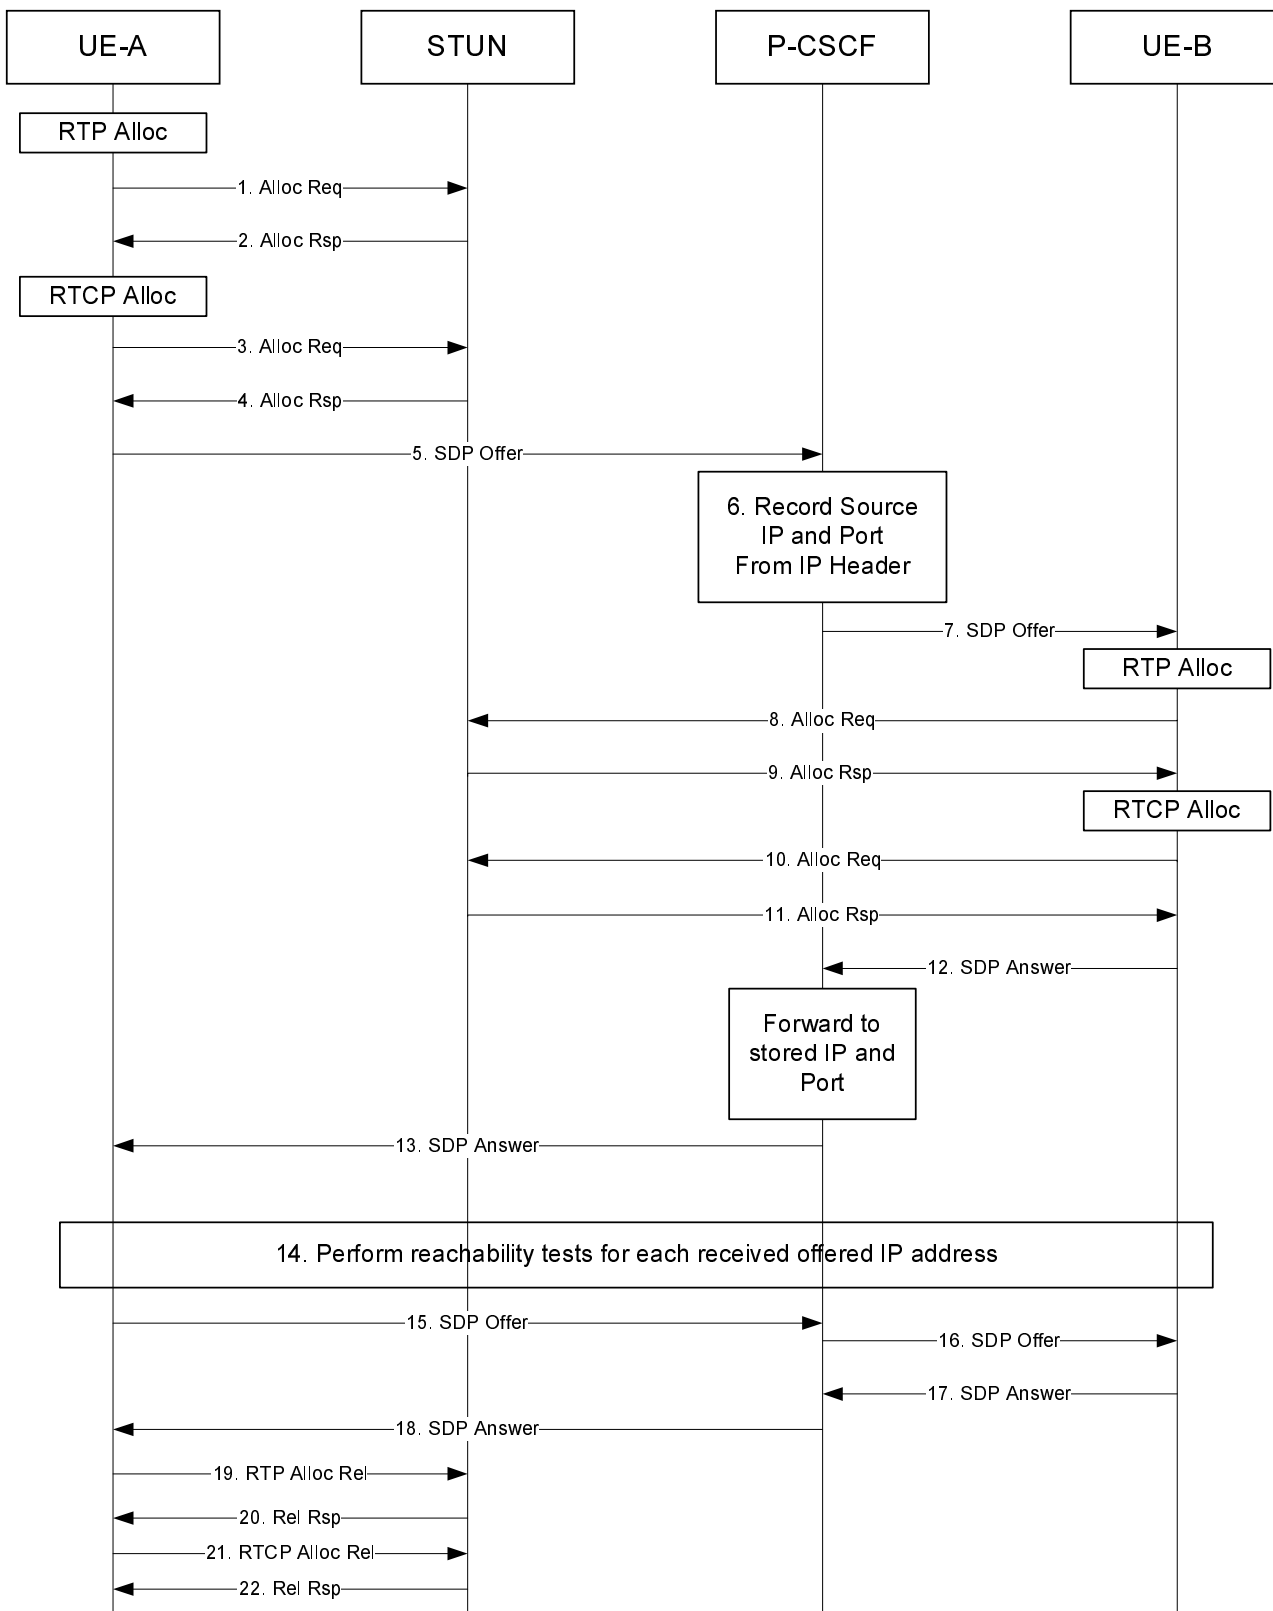 UE-A
STUN
P-CSCF
UE-B
RTP Alloc
1. Alloc Req
2. Alloc Rsp
RTCP Alloc
3. Alloc Req
4. Alloc Rsp
5. SDP Offer
6. Record Source
IP and Port
From IP Header
7. SDP Offer
RTP Alloc
8. Alloc Req
9. Alloc Rsp
RTCP Alloc
10. Alloc Req
11. Alloc Rsp
12. SDP Answer
Forward to
stored IP and
Port
13. SDP Answer
14. Perform reachability tests for each received offered IP address
15. SDP Offer
16. SDP Offer
17. SDP Answer
18. SDP Answer
19. RTP Alloc Rel
20. Rel Rsp
21. RTCP Alloc Rel
22. Rel Rsp